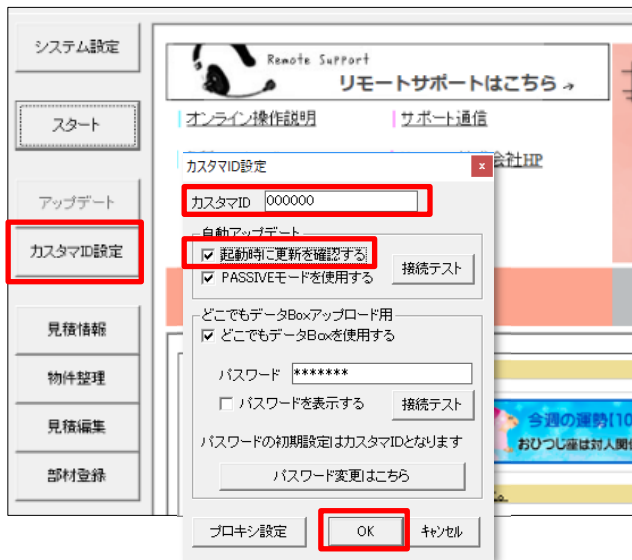 システム設定
スタート
アップデート
カスタマID設定
見積情報
物件整理
見積編集
部材登録
Remote Support
リモートサポートはこちら→
オンライン操作説明
サポート通信
会社HP
カスタマID設定
x
カスタマID 000000
自動アップデート
起動時に更新を確認する
PASSIVEモードを使用する
接続テスト
どこでもデータBoxアップロード用
どこでもデータBoxを使用する
パスワード *******
パスワードを表示する
接続テスト
パスワードの初期設定はカスタマIDとなります
パスワード変更はこちら
プロキシ設定
OK
キャンセル
今週の運勢[10
おひつじ座は対人関係